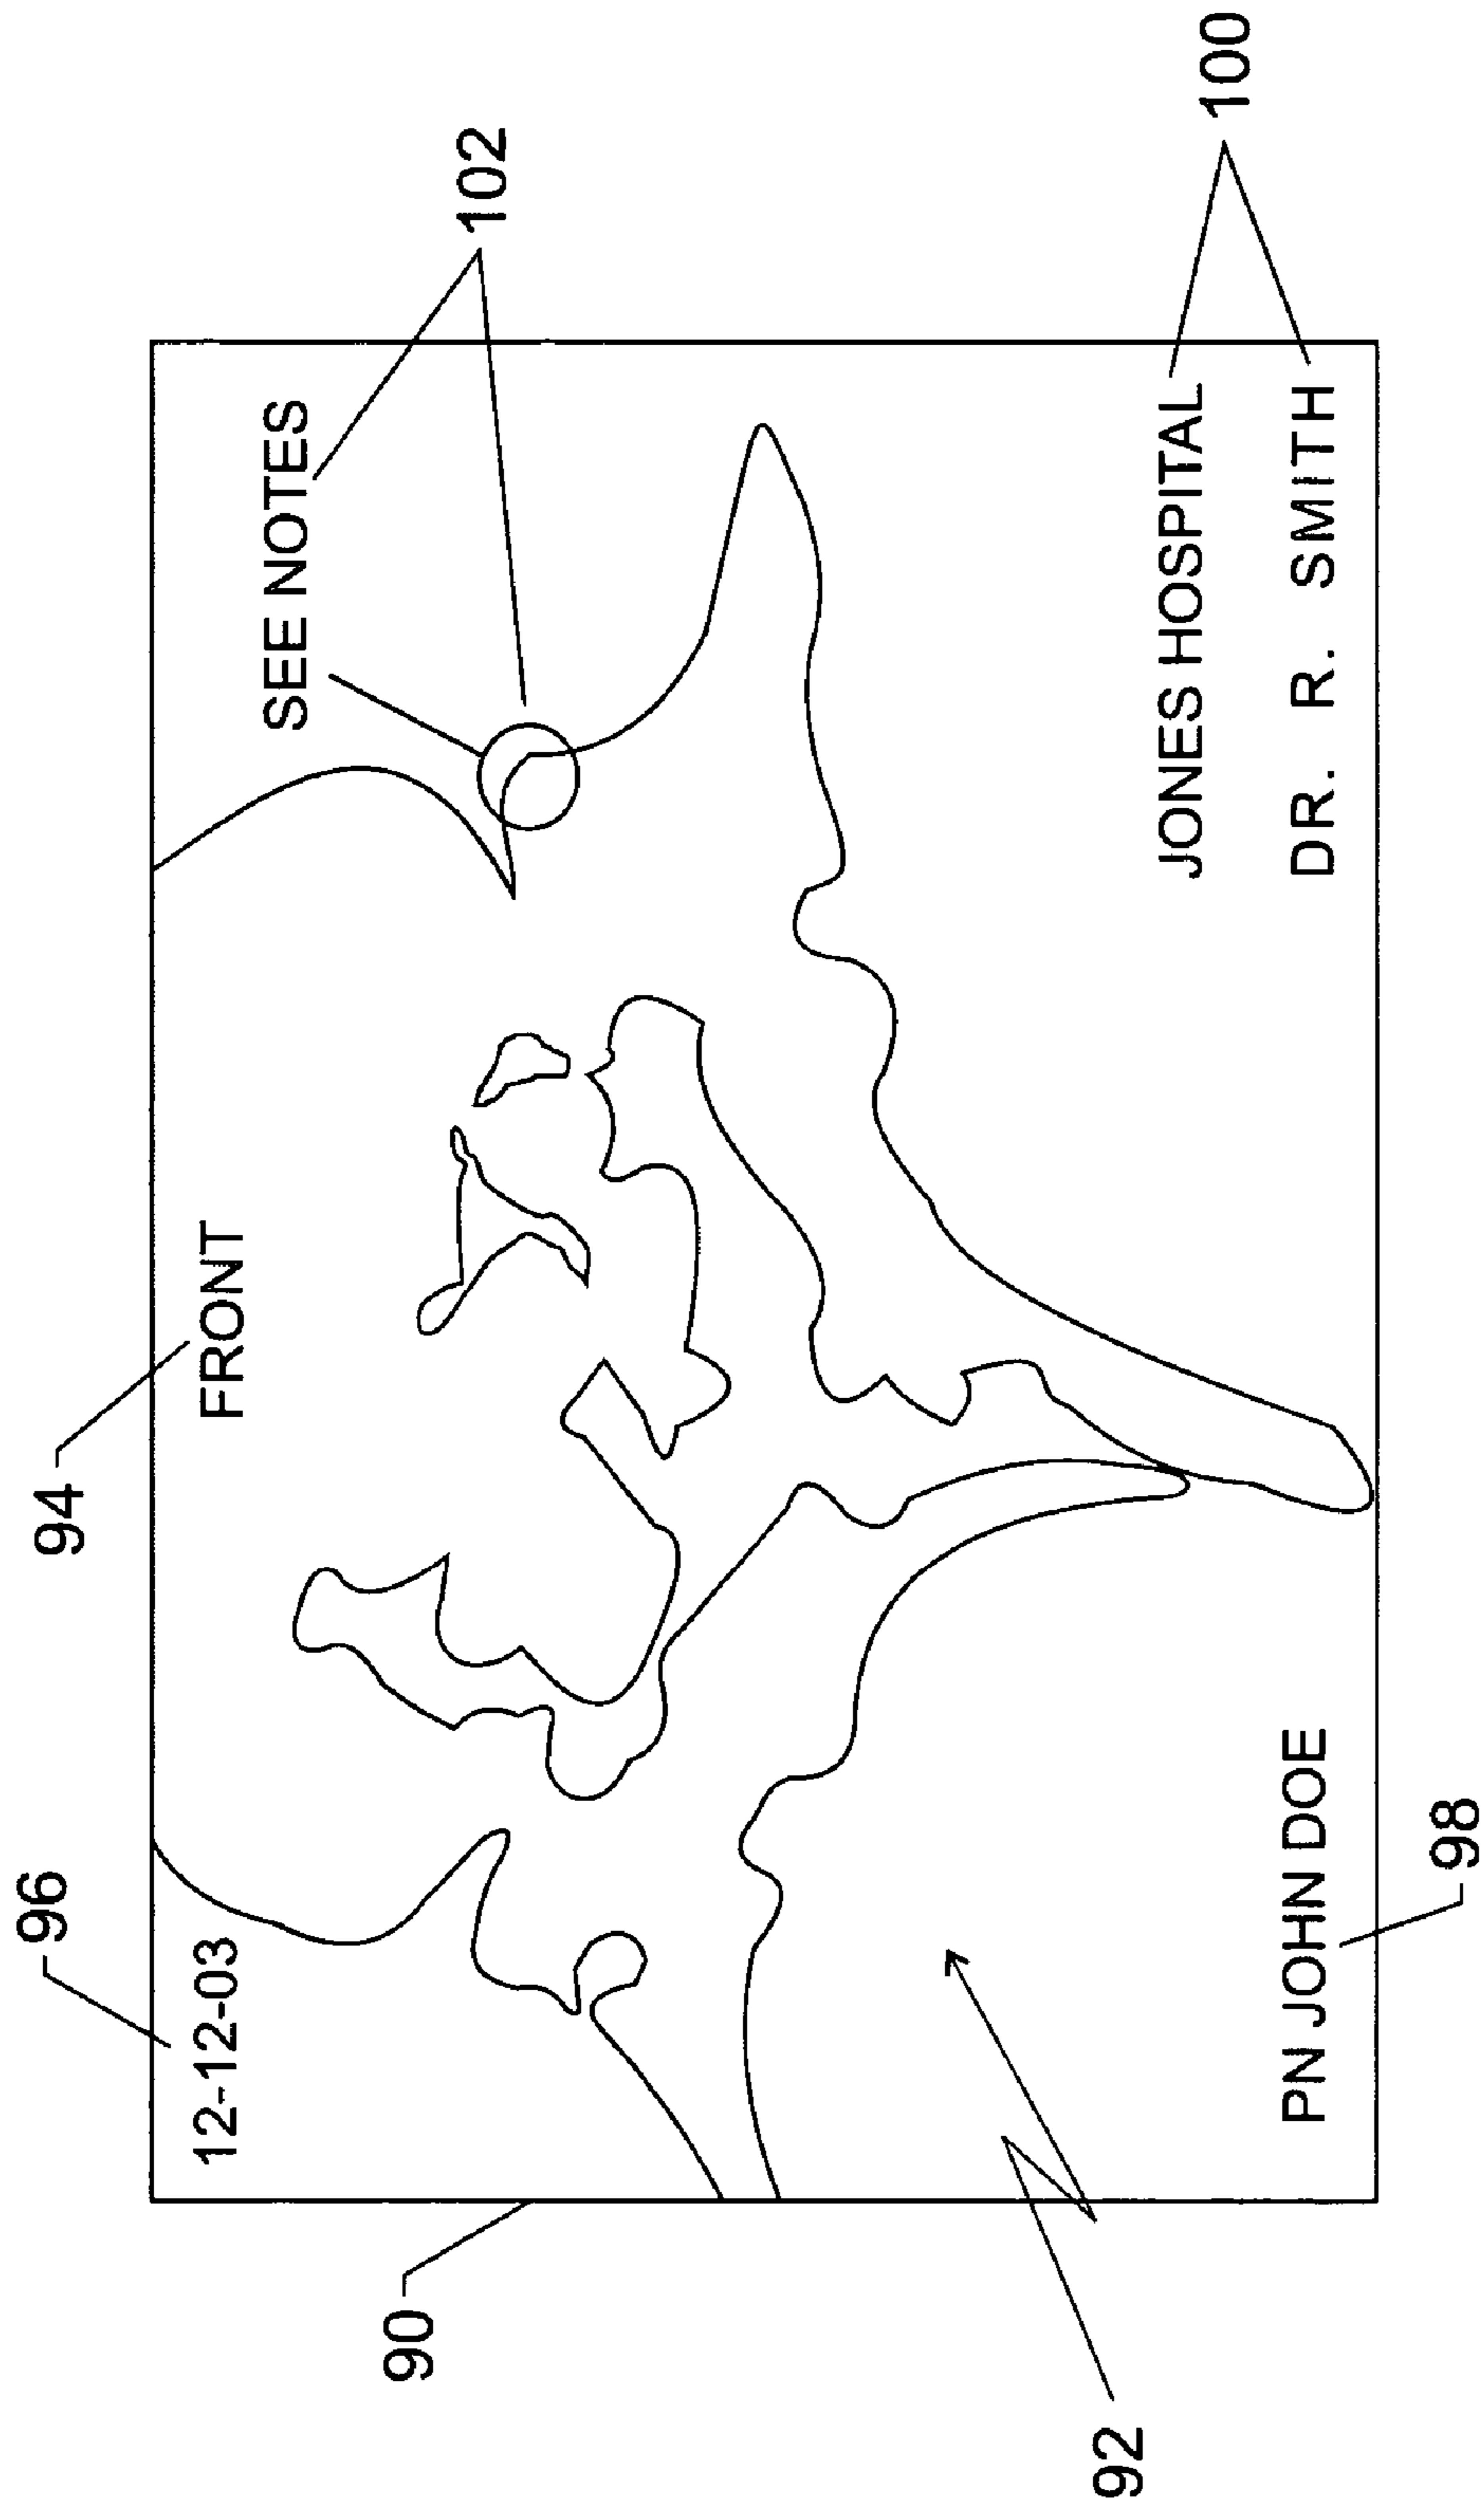 96
94
12-12-03
FRONT
SEE NOTES
102
90
92
PN JOHN DOE
JONES HOSPITAL
DR. R. SMITH
100
98